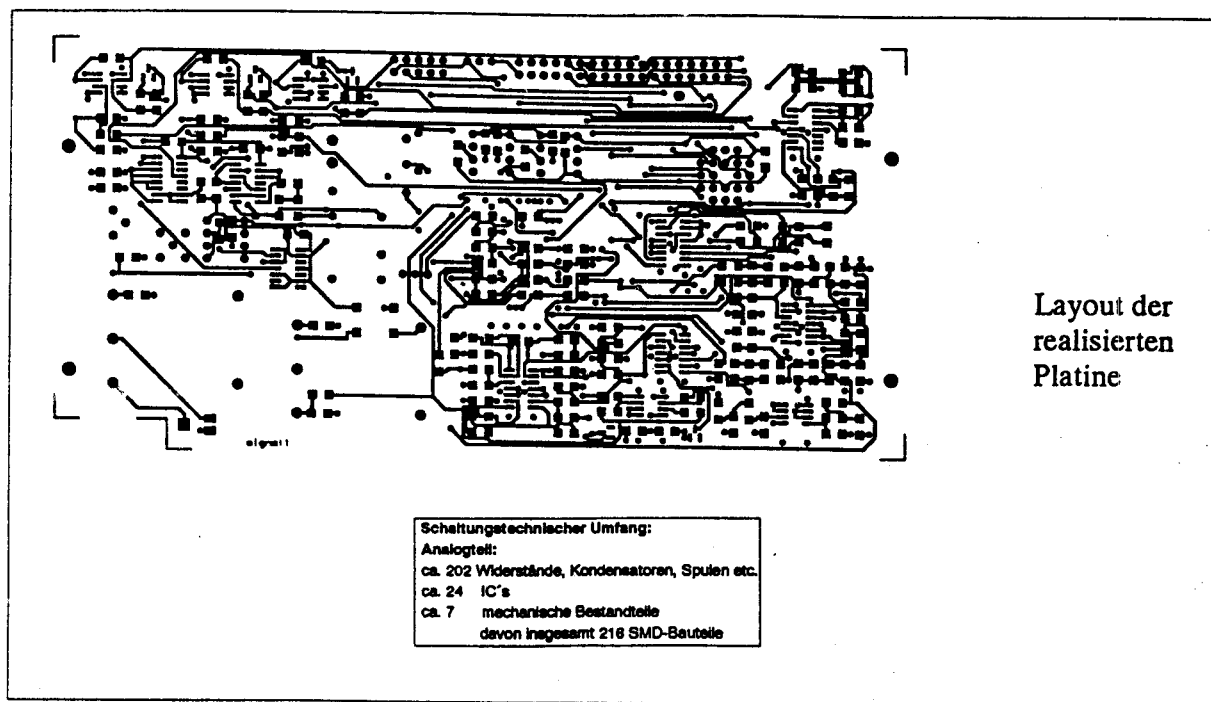 Layout der
realisierten
Platine
Schaltungstechnischer Umfang:
Analogteil:
ca. 202 Widerstände, Kondensatoren, Spulen etc.
ca. 24 IC´s
ca. 7 mechanische Bestandteile
davon insgesamt 216 SMD-Bauteile